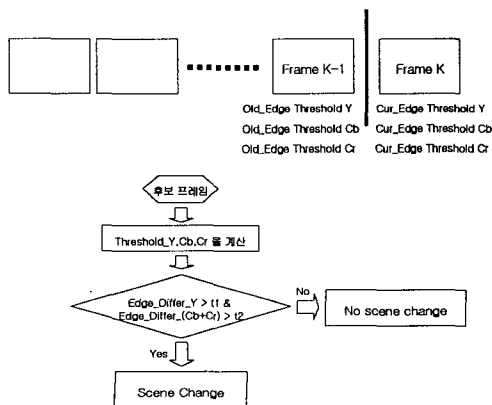 Frame K-1
Frame K
Old_Edge Threshold Y
Cur_Edge Threshold Y
Old_Edge Threshold Cb
Cur_Edge Threshold Cb
Old_Edge Threshold Cr
Cur_Edge Threshold Cr
후보 프레임
Threshold_Y,Cb,Cr 을 계산
Edge_Differ_Y > t1 &
Edge_Differ_(Cb+Cr) > t2
No
No scene change
Yes
Scene Change